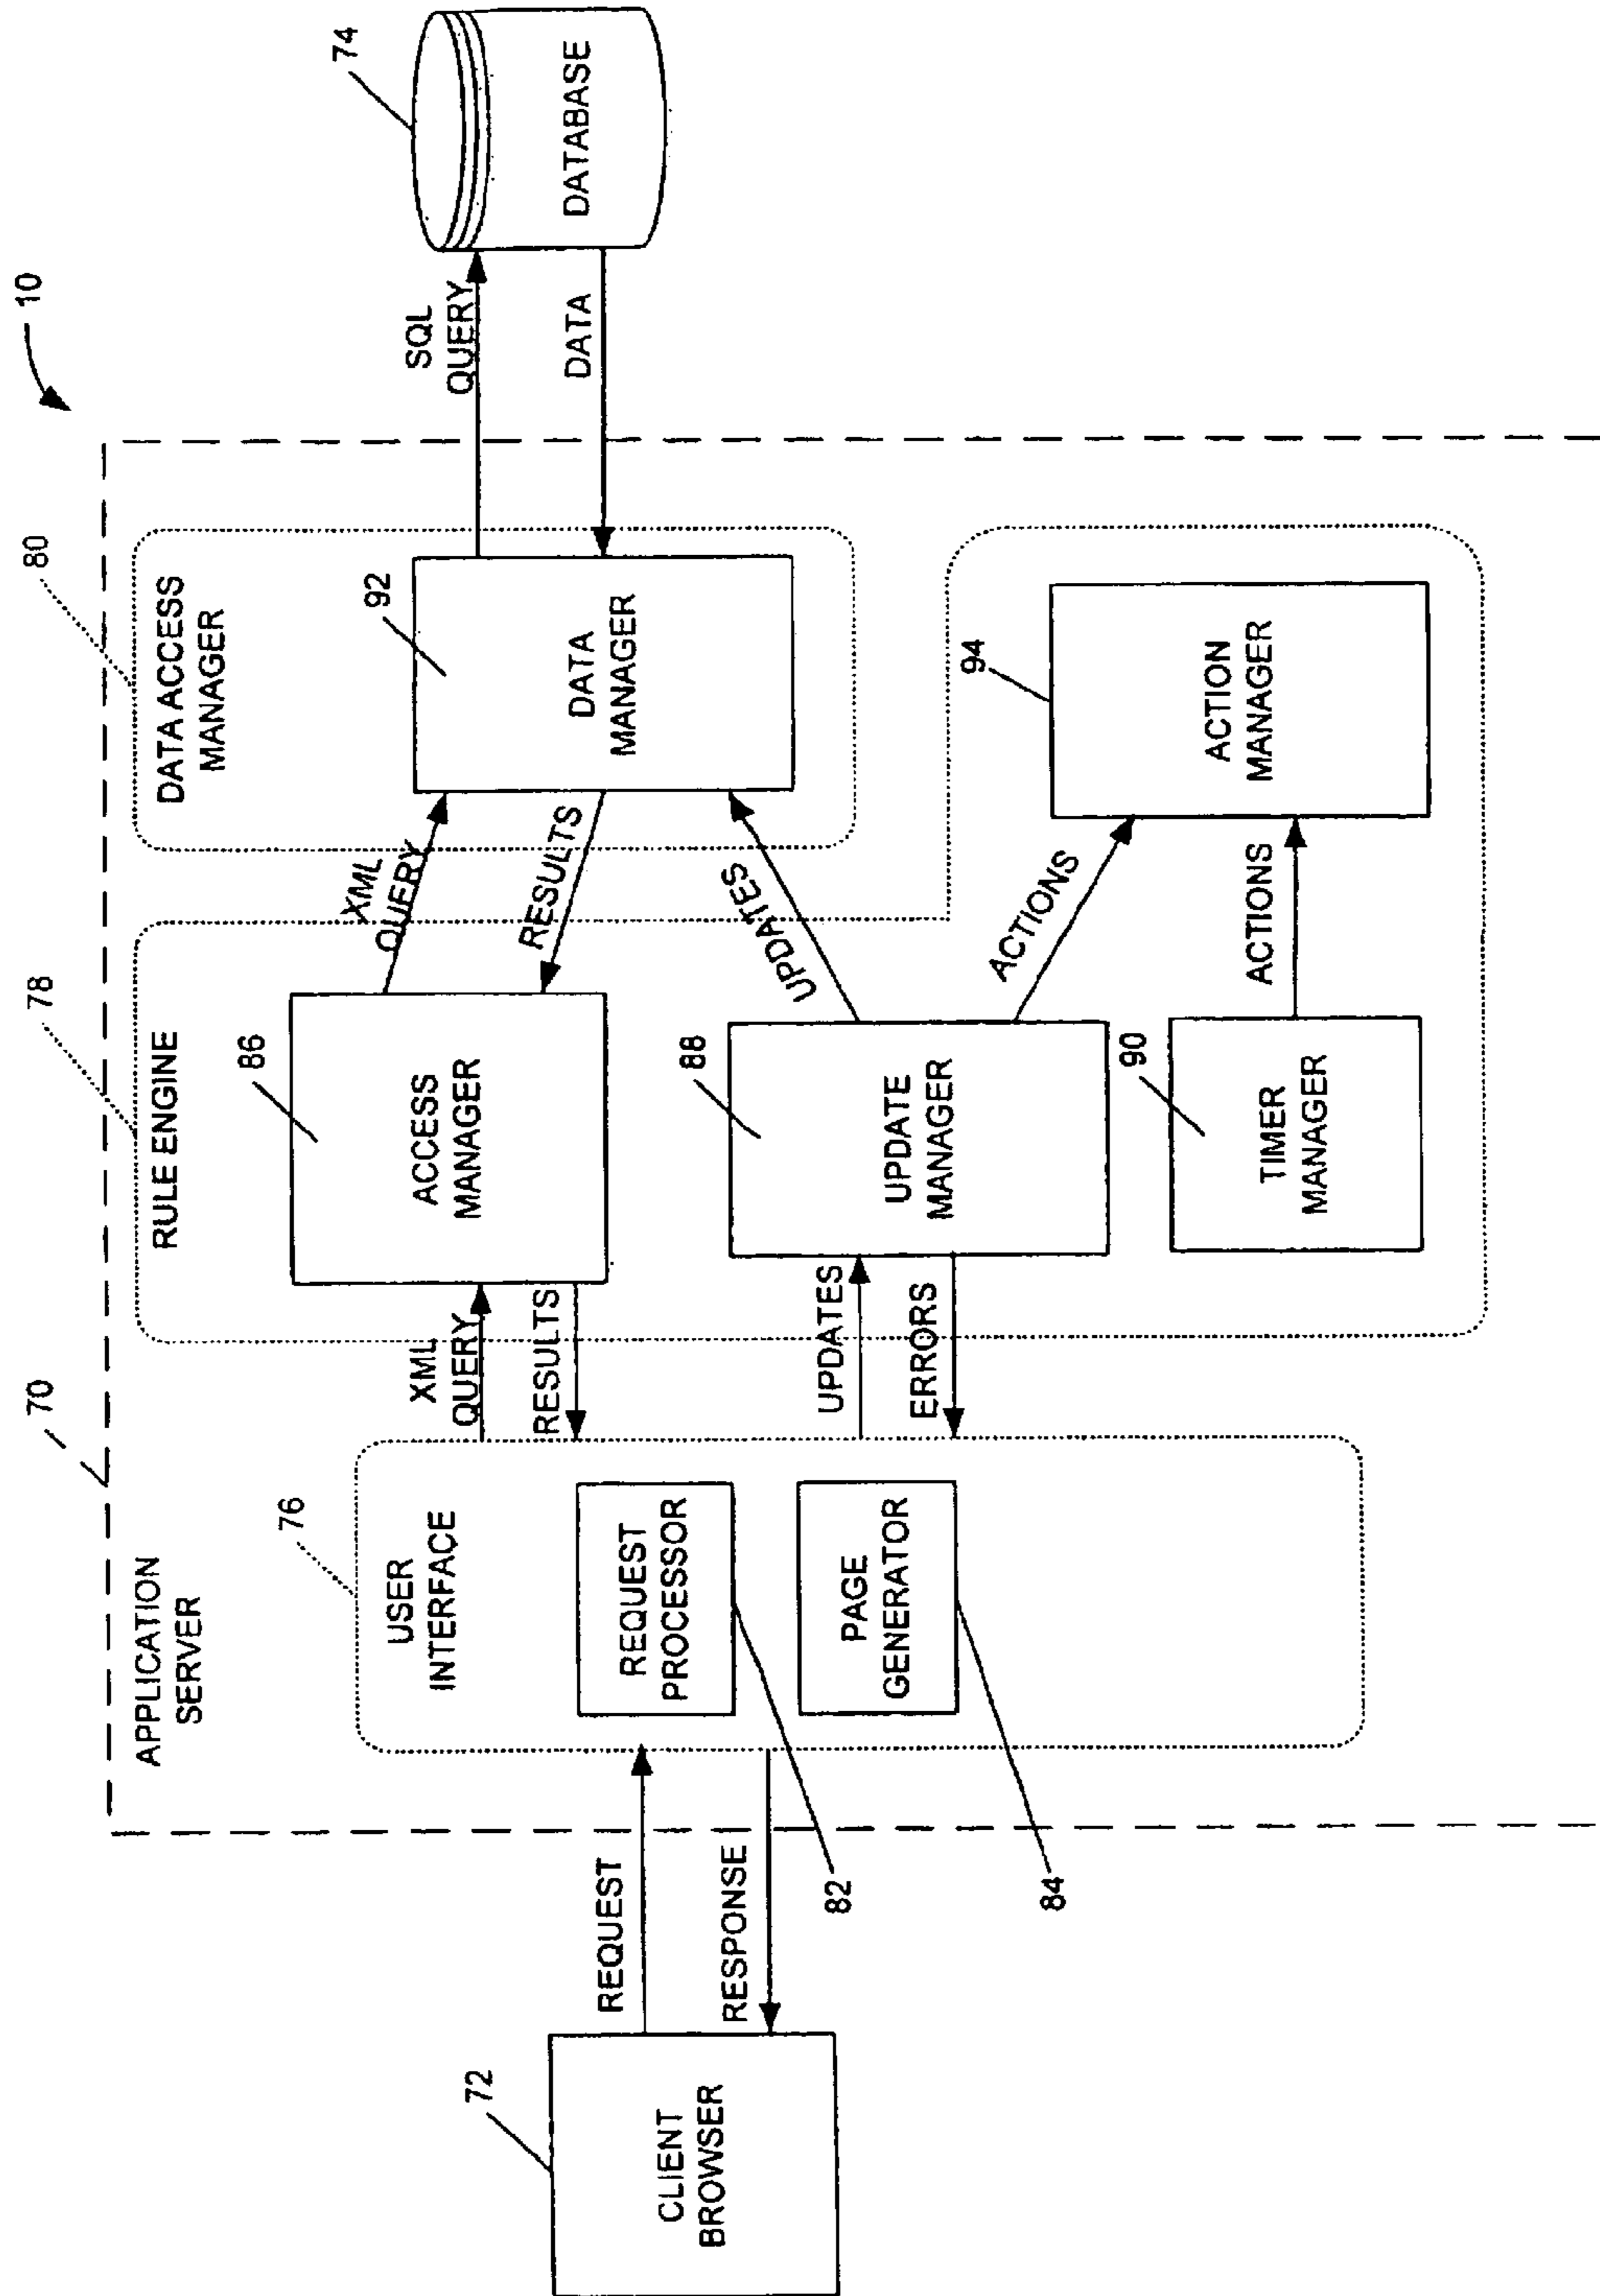 10
70
APPLICATION
SERVER
72
CLIENT
BROWSER
REQUEST
RESPONSE
76
USER
INTERFACE
REQUEST
PROCESSOR
82
PAGE
GENERATOR
84
XML
QUERY
RESULTS
UPDATES
ERRORS
78
RULE ENGINE
86
ACCESS
MANAGER
88
UPDATE
MANAGER
90
TIMER
MANAGER
XML
QUERY
RESULTS
UPDATES
ACTIONS
ACTIONS
80
DATA ACCESS
MANAGER
92
DATA
MANAGER
94
ACTION
MANAGER
SQL
QUERY
DATA
74
DATABASE